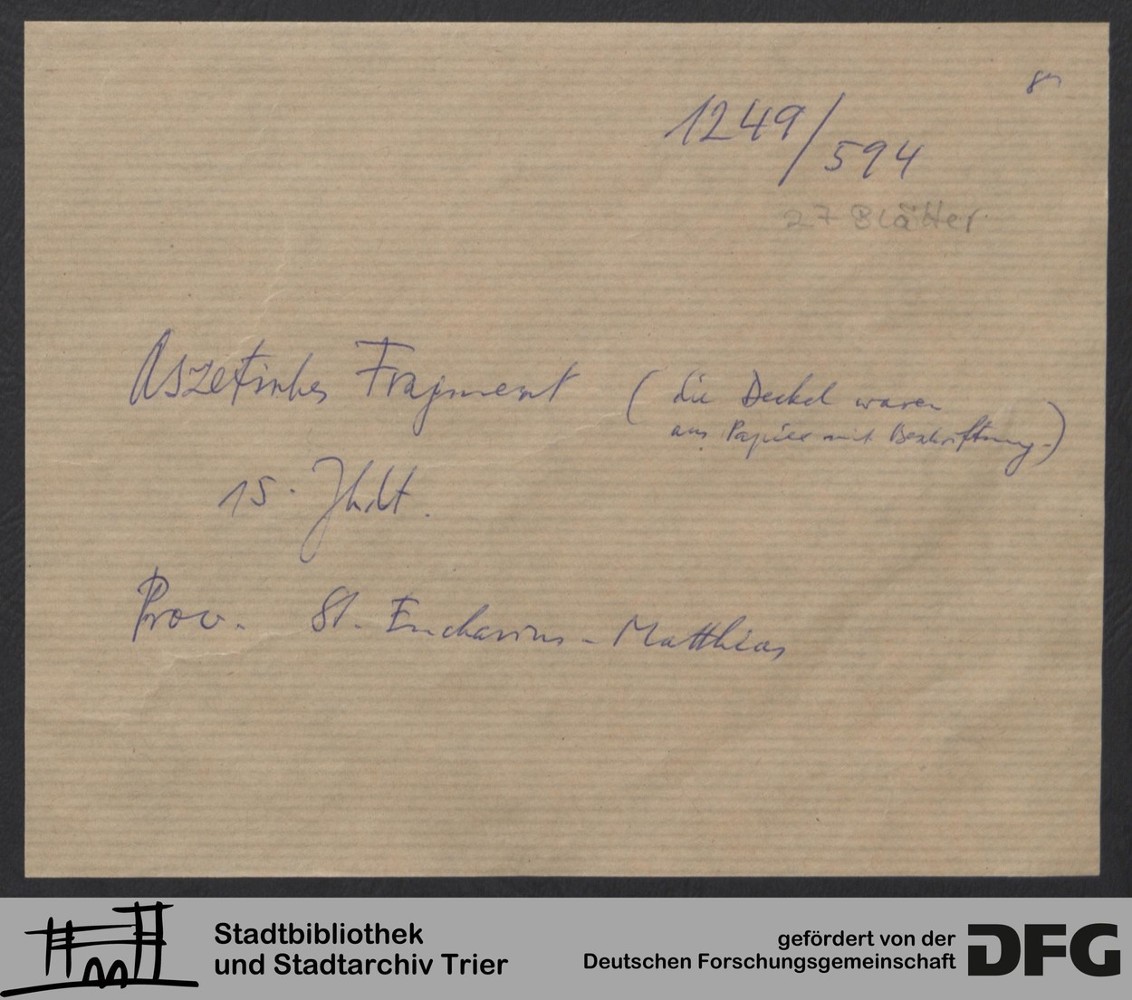 8°
1249/594
27 Blätter
Aszetisches Fragment (die Deckel waren
aus Papier mit Beschriftung.)
15. Jhdt.
Prov. St. Eucharius-Matthias
Stadtbibliothek
und Stadtarchiv Trier
gefördert von der
Deutschen Forschungsgemeinschaft
DFG